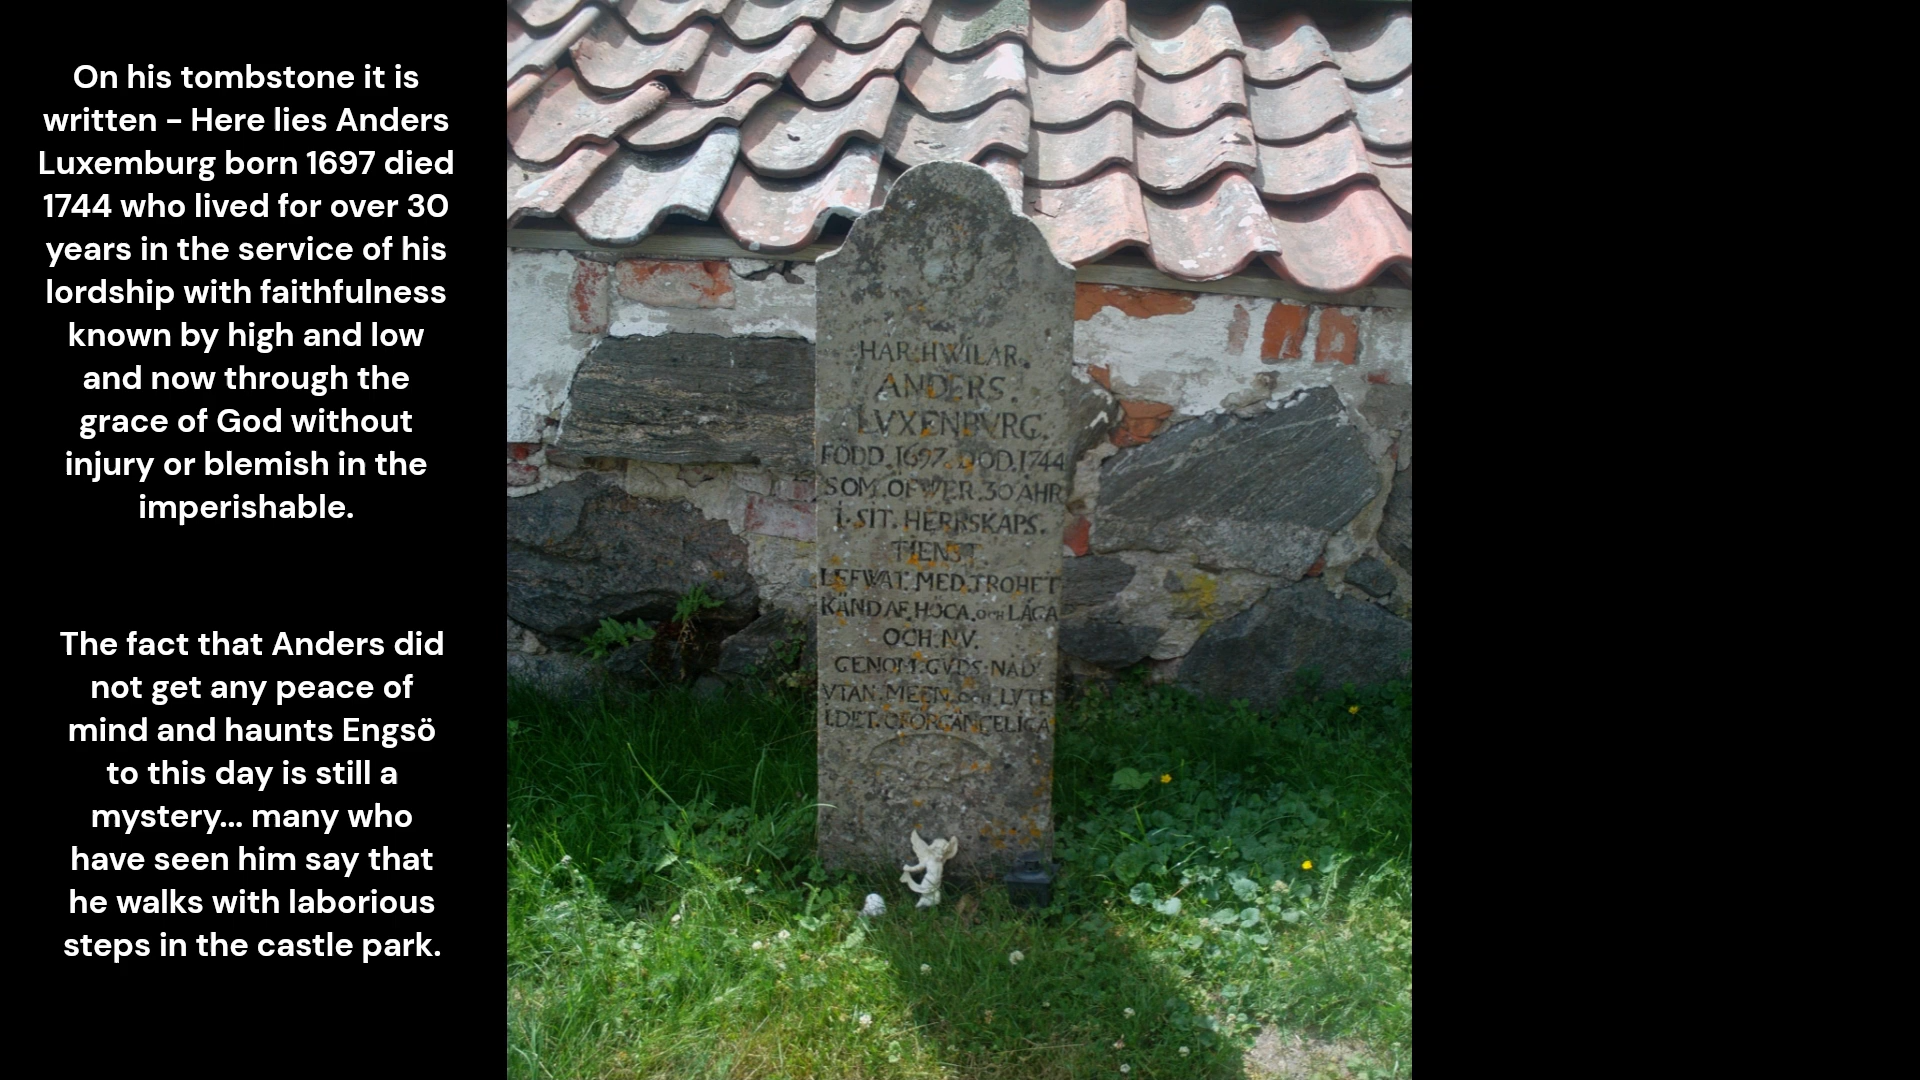 On his tombstone it is
written – Here lies Anders
Luxemburg born 1697 died
1744 who lived for over 30
years in the service of his
lordship with faithfulness
known by high and low
and now through the
grace of God without
injury or blemish in the
imperishable.
The fact that Anders did
not get any peace of
mind and haunts Engsö
to this day is still a
mystery... many who
have seen him say that
he walks with laborious
steps in the castle park.
HAR·HWILAR.
ANDERS.
LVXENBVRG.
FÖDD.1697.DÖD.1744
SOM.ÖFWER.30 ÅHR
I·SIT.HERRSKAPS.
TIENST.
LEFWAT.MED.TROHET
KÄND AF.HÖGA.OCH LÅGA
OCH.NV.
GENOM.GVDS·NÅD
VTAN.MEEN.OCH.LVTE
I.DET.OFÖRGÄNGELIGA